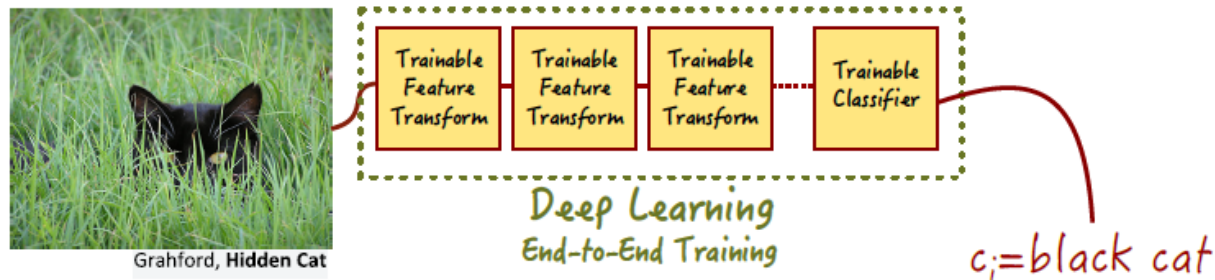 Trainable
Feature
Transform
Trainable
Feature
Transform
Trainable
Feature
Transform
Trainable
Classifier
Deep Learning
End-to-End Training
Grahford, Hidden Cat
cᵢ=black cat